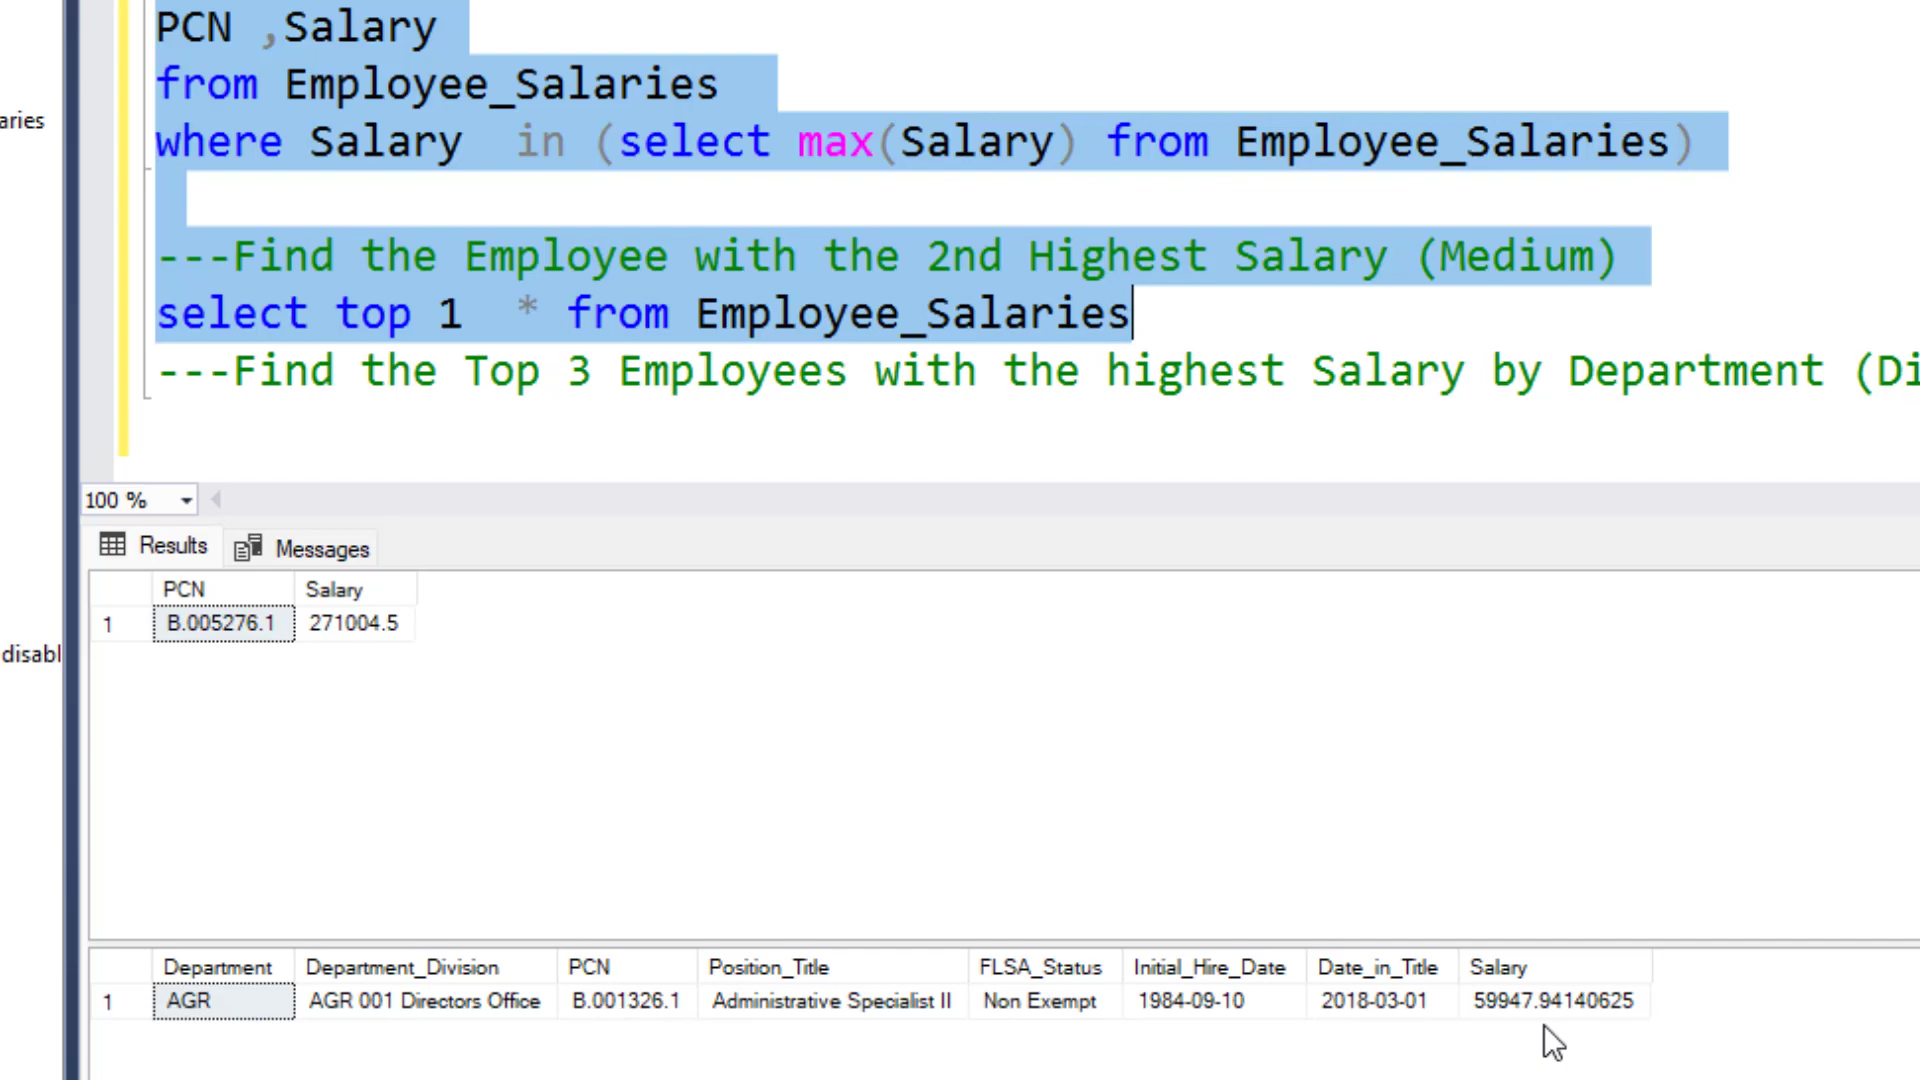 PCN ,Salary
from Employee_Salaries
aries
where Salary in (select max(Salary) from Employee_Salaries)
---Find the Employee with the 2nd Highest Salary (Medium)
select top 1 * from Employee_Salaries
---Find the Top 3 Employees with the highest Salary by Department (Di
100 %
Results Messages
PCN Salary
1 B.005276.1 271004.5
disabl
Department Department_Division PCN Position_Title FLSA_Status Initial_Hire_Date Date_in_Title Salary
1 AGR AGR 001 Directors Office B.001326.1 Administrative Specialist II Non Exempt 1984-09-10 2018-03-01 59947.94140625